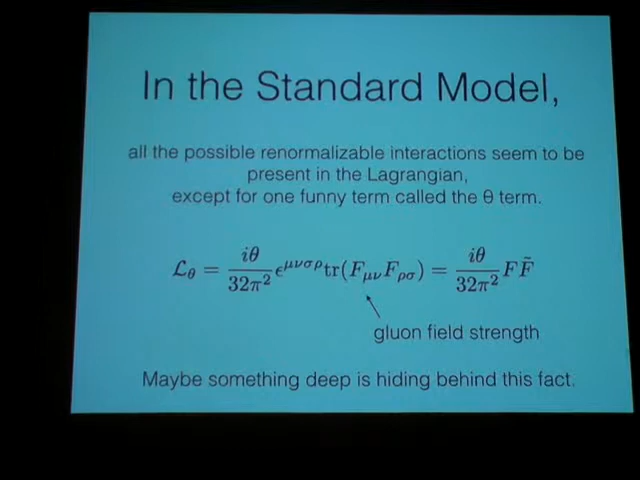 In the Standard Model,
all the possible renormalizable interactions seem to be
present in the Lagrangian,
except for one funny term called the θ term.
ℒ_θ = iθ/32π² ϵ^{μνσρ} tr(F_{μν}F_{ρσ}) = iθ/32π² FF̃
gluon field strength
Maybe something deep is hiding behind this fact.